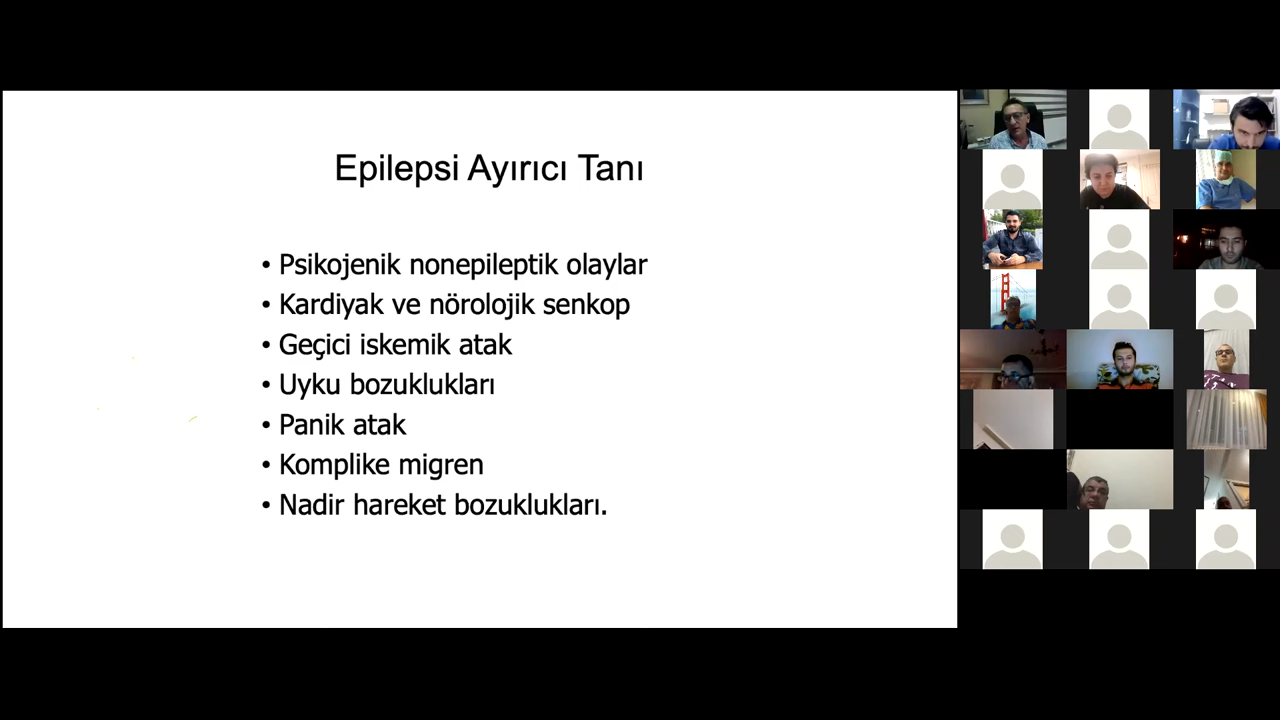 Epilepsi Ayırıcı Tanı
• Psikojenik nonepileptik olaylar
• Kardiyak ve nörolojik senkop
• Geçici iskemik atak
• Uyku bozuklukları
• Panik atak
• Komplike migren
• Nadir hareket bozuklukları.